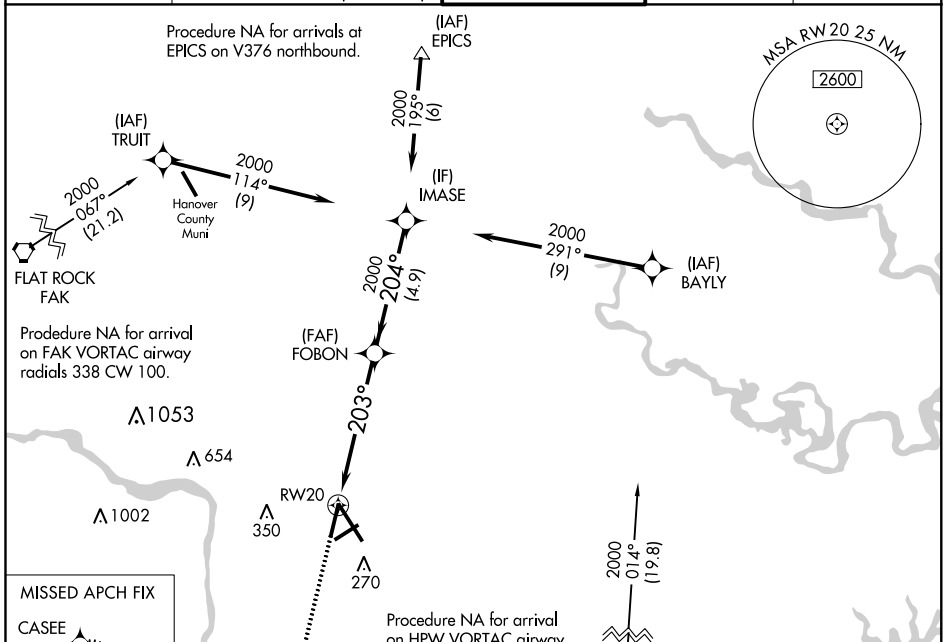 Procedure NA for arrivals at
EPICS on V376 northbound.
(IAF)
EPICS
MSA RW 20 25 NM
2600
2000
195°
(6)
(IAF)
TRUIT
2000
114°
(9)
(IF)
IMASE
2000
067°
(21.2)
Hanover
County
Muni
FLAT ROCK
FAK
2000
291°
(9)
(IAF)
BAYLY
2000
204°
(4.9)
Prodedure NA for arrival
on FAK VORTAC airway
radials 338 CW 100.
(FAF)
FOBON
203°
1053
654
1002
350
RW20
270
2000
014°
(19.8)
MISSED APCH FIX
CASEE
Procedure NA for arrival
on HPW VORTAC airway